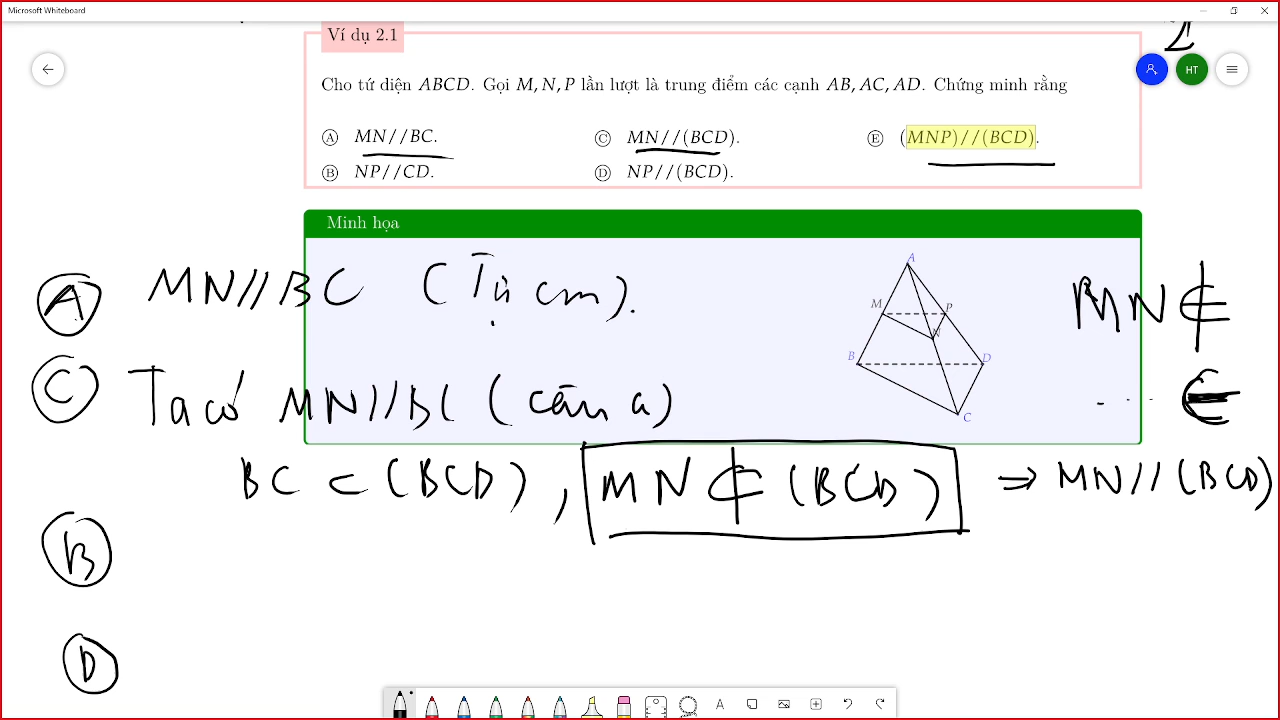 Microsoft Whiteboard
Ví dụ 2.1
HT
Cho tứ diện ABCD. Gọi M, N, P lần lượt là trung điểm các cạnh AB, AC, AD. Chứng minh rằng
Ⓐ MN//BC.
Ⓑ NP//CD.
Ⓒ MN//(BCD).
Ⓓ NP//(BCD).
Ⓔ (MNP)//(BCD).
Minh họa
A
M
P
N
B
D
C
Ⓐ MN//BC (Tự cm).
MN ⊄
Ⓒ Ta có MN//BC (câu a)
... ⊂
BC ⊂ (BCD), MN ⊄ (BCD) ⇒ MN//(BCD)
Ⓑ
Ⓓ
A